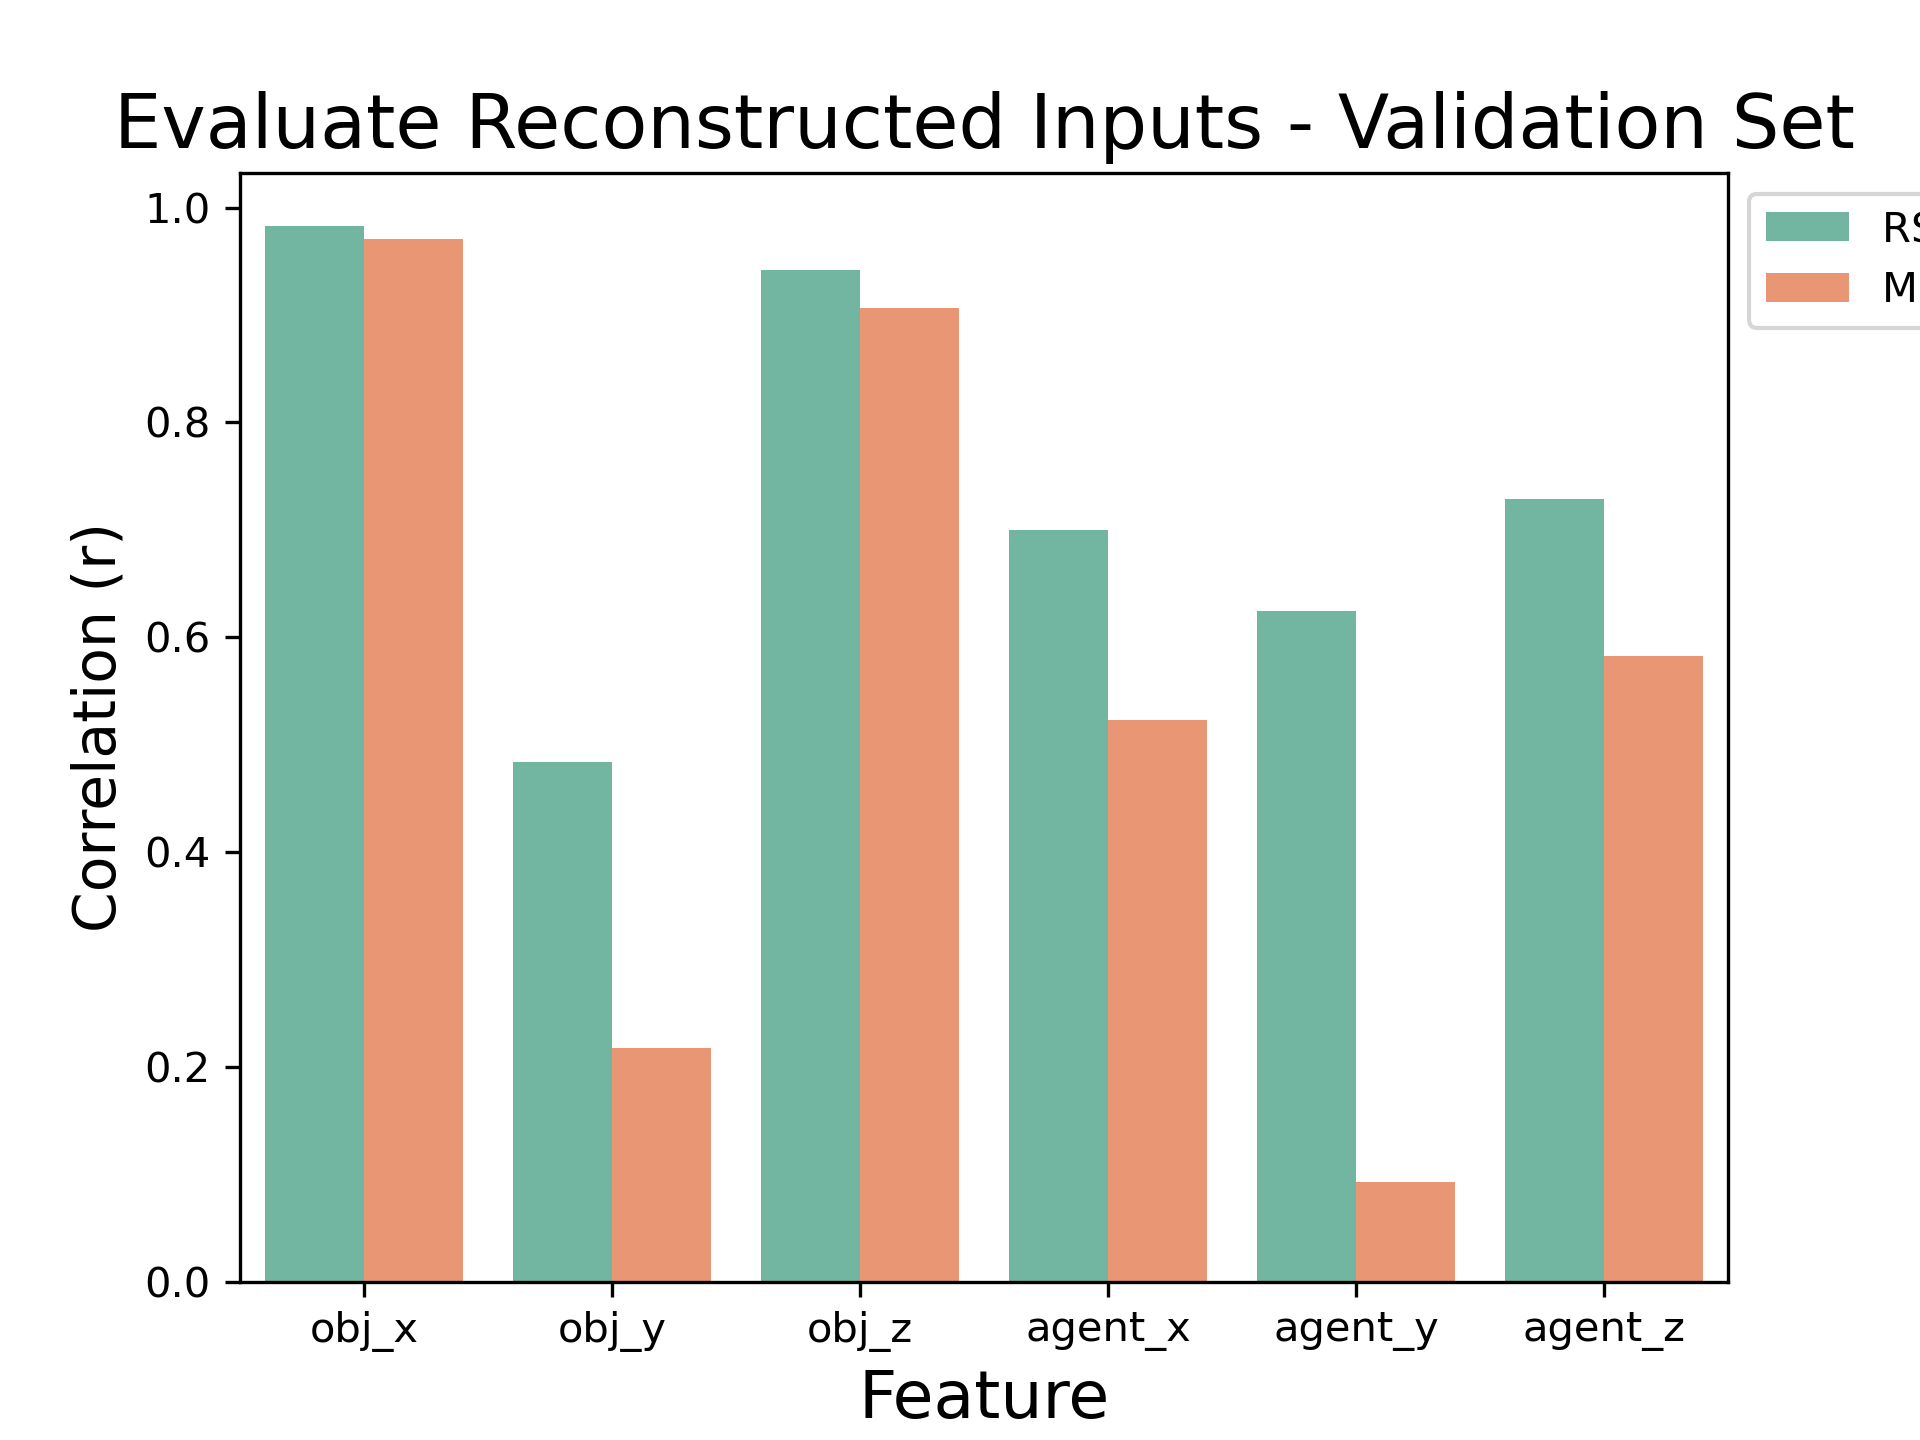 Evaluate Reconstructed Inputs - Validation Set
Correlation (r)
1.0
0.8
0.6
0.4
0.2
0.0
obj_x obj_y obj_z agent_x agent_y agent_z
Feature